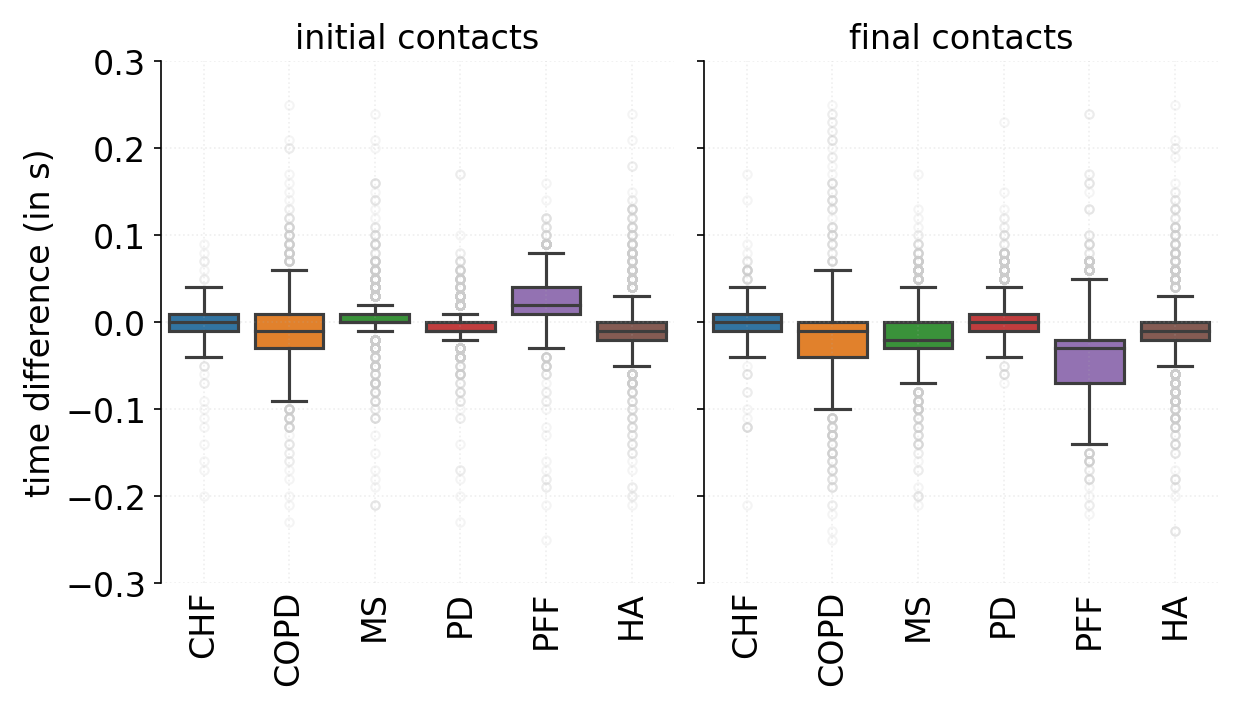 initial contacts
final contacts
time difference (in s)
0.3
0.2
0.1
0.0
−0.1
−0.2
−0.3
CHF
COPD
MS
PD
PFF
HA
CHF
COPD
MS
PD
PFF
HA